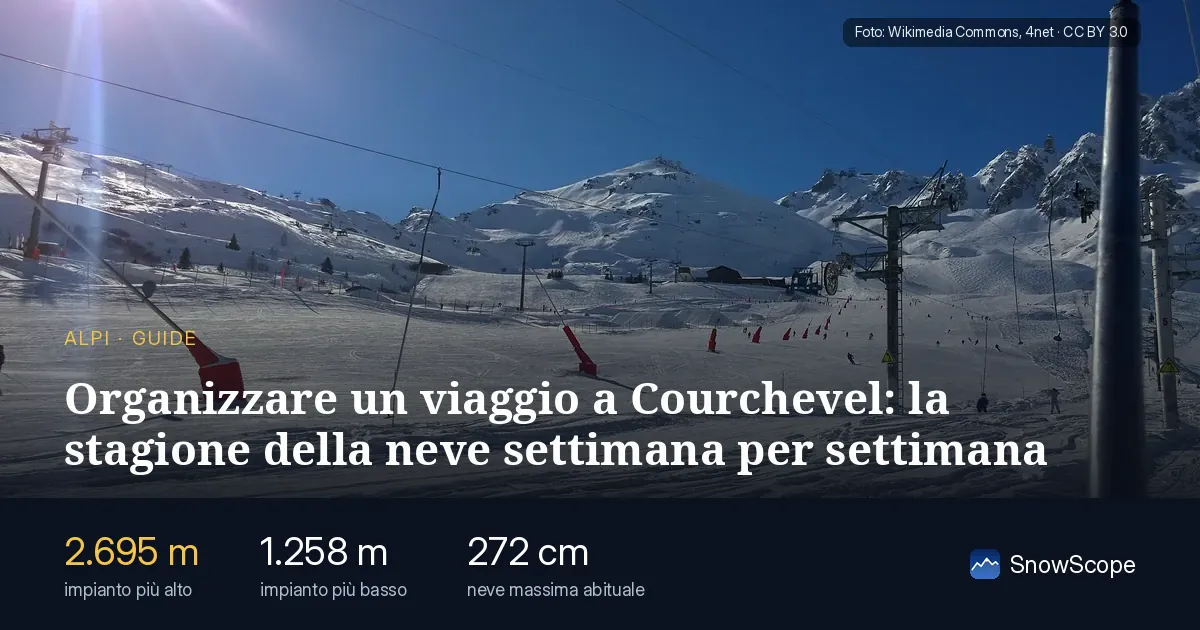 Foto: Wikimedia Commons, 4net · CC BY 3.0
ALPI · GUIDE
Organizzare un viaggio a Courchevel: la
stagione della neve settimana per settimana
2.695 m
impianto più alto
1.258 m
impianto più basso
272 cm
neve massima abituale
SnowScope